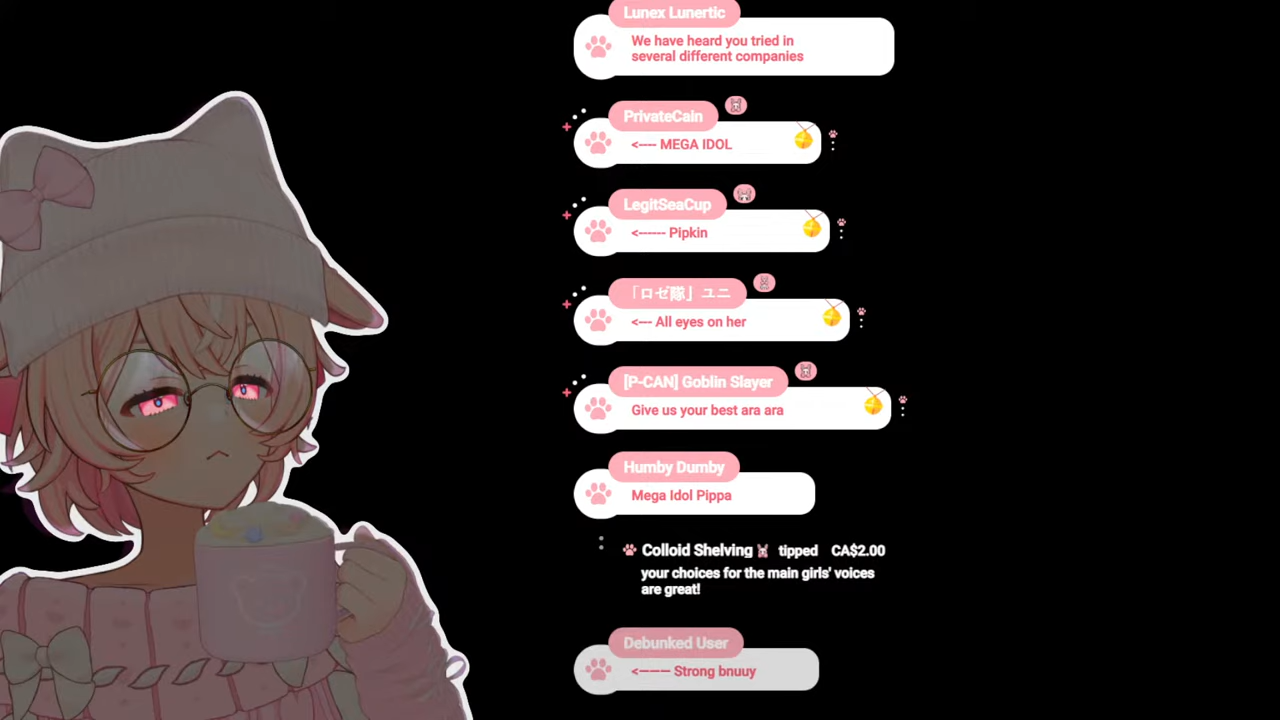 Lunex Lunertic
We have heard you tried in
several different companies
PrivateCain
<---- MEGA IDOL
LegitSeaCup
<------ Pipkin
「ロゼ隊」ユニ
<--- All eyes on her
[P-CAN] Goblin Slayer
Give us your best ara ara
Humby Dumby
Mega Idol Pippa
Colloid Shelving tipped CA$2.00
your choices for the main girls' voices
are great!
Debunked User
<------- Strong bnuuy